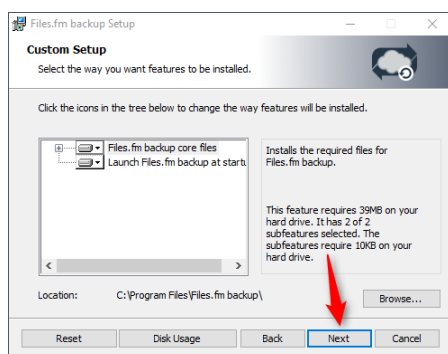 Files.fm backup Setup
Custom Setup
Select the way you want features to be installed.
Click the icons in the tree below to change the way features will be installed.
Files.fm backup core files
Launch Files.fm backup at startu
Installs the required files for
Files.fm backup.
This feature requires 39MB on your
hard drive. It has 2 of 2
subfeatures selected. The
subfeatures require 10KB on your
hard drive.
Location: C:\Program Files\Files.fm backup\
Browse...
Reset Disk Usage Back Next Cancel